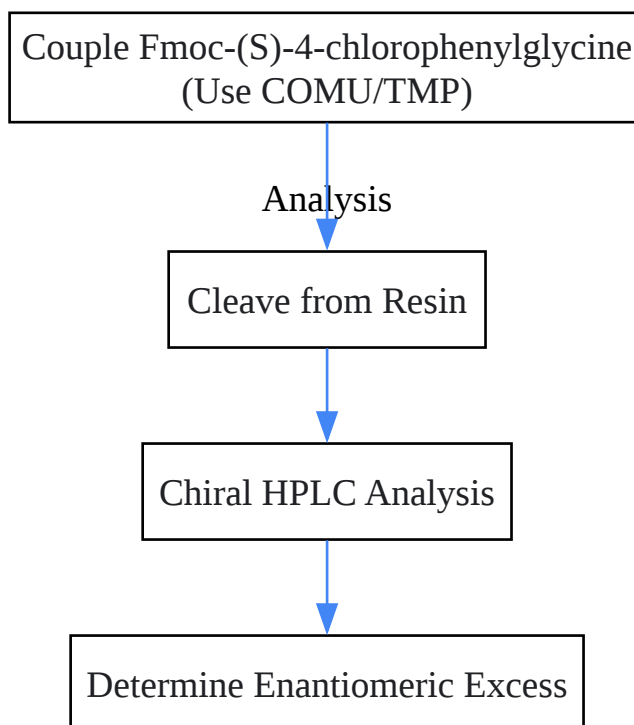 Couple Fmoc-(S)-4-chlorophenylglycine
(Use COMU/TMP)
Analysis
Cleave from Resin
Chiral HPLC Analysis
Determine Enantiomeric Excess